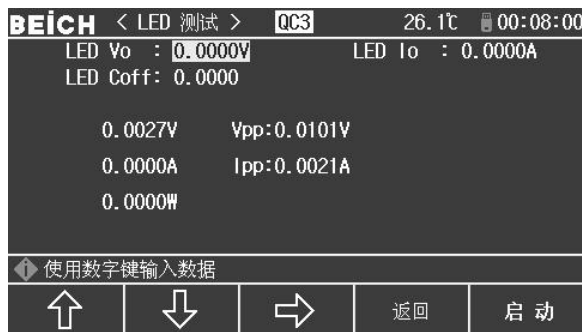 BEICH < LED 测试 > QC3 26.1℃ 00:08:00
LED Vo : 0.0000V LED Io : 0.0000A
LED Coff: 0.0000
0.0027V Vpp:0.0101V
0.0000A Ipp:0.0021A
0.0000W
使用数字键输入数据
返回 启动